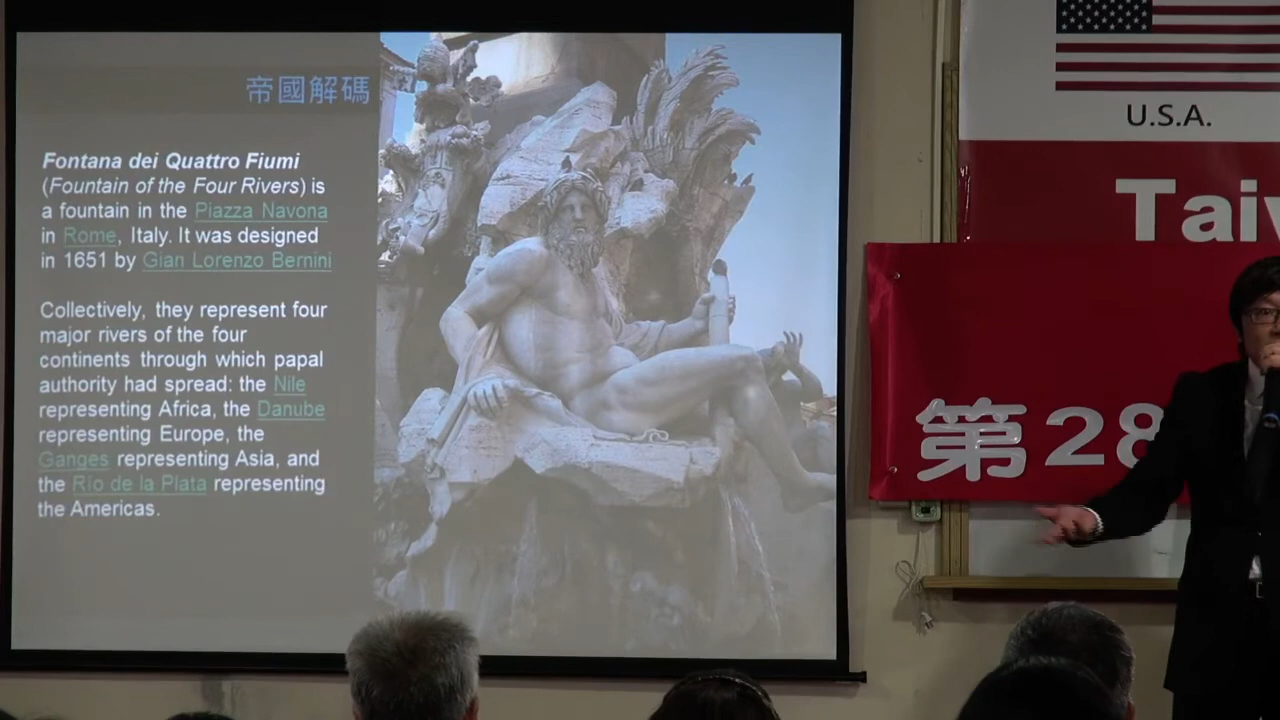 帝國解碼
Fontana dei Quattro Fiumi
(Fountain of the Four Rivers) is
a fountain in the Piazza Navona
in Rome, Italy. It was designed
in 1651 by Gian Lorenzo Bernini
Collectively, they represent four
major rivers of the four
continents through which papal
authority had spread: the Nile
representing Africa, the Danube
representing Europe, the
Ganges representing Asia, and
the Río de la Plata representing
the Americas.
U.S.A.
Taiw
第28